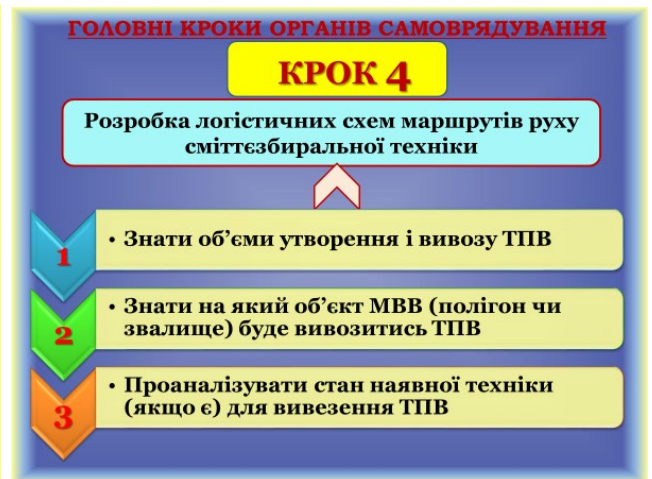 ГОЛОВНІ КРОКИ ОРГАНІВ САМОВРЯДУВАННЯ
КРОК 4
Розробка логістичних схем маршрутів руху
сміттєзбиральної техніки
1
• Знати об’єми утворення і вивозу ТПВ
2
• Знати на який об’єкт МВВ (полігон чи
звалище) буде вивозитись ТПВ
3
• Проаналізувати стан наявної техніки
(якщо є) для вивезення ТПВ